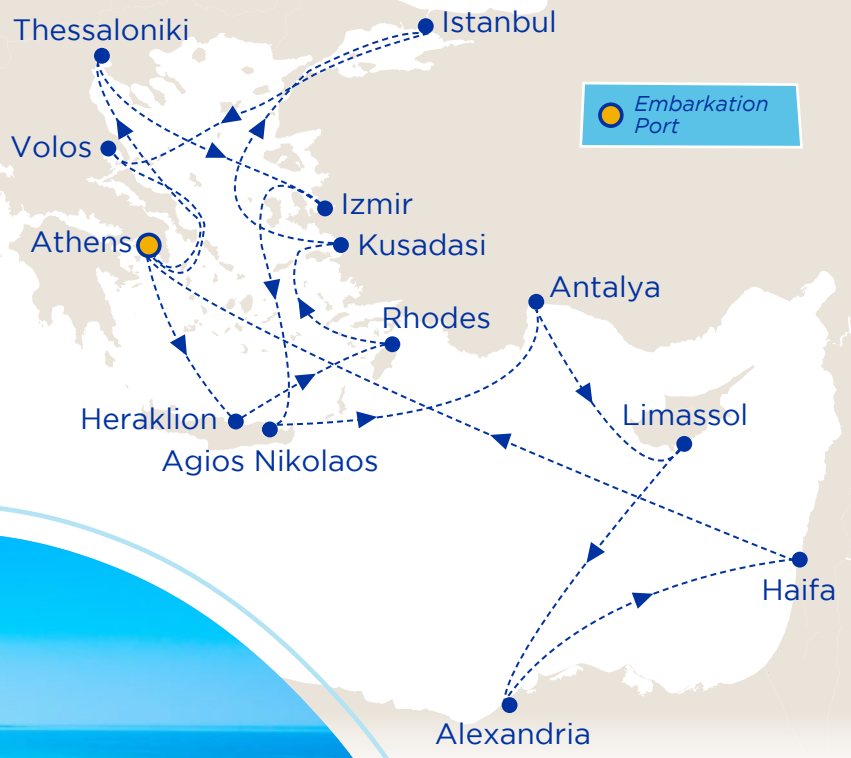 Thessaloniki
Istanbul
Embarkation
Port
Volos
Izmir
Athens
Kusadasi
Antalya
Rhodes
Heraklion
Limassol
Agios Nikolaos
Haifa
Alexandria